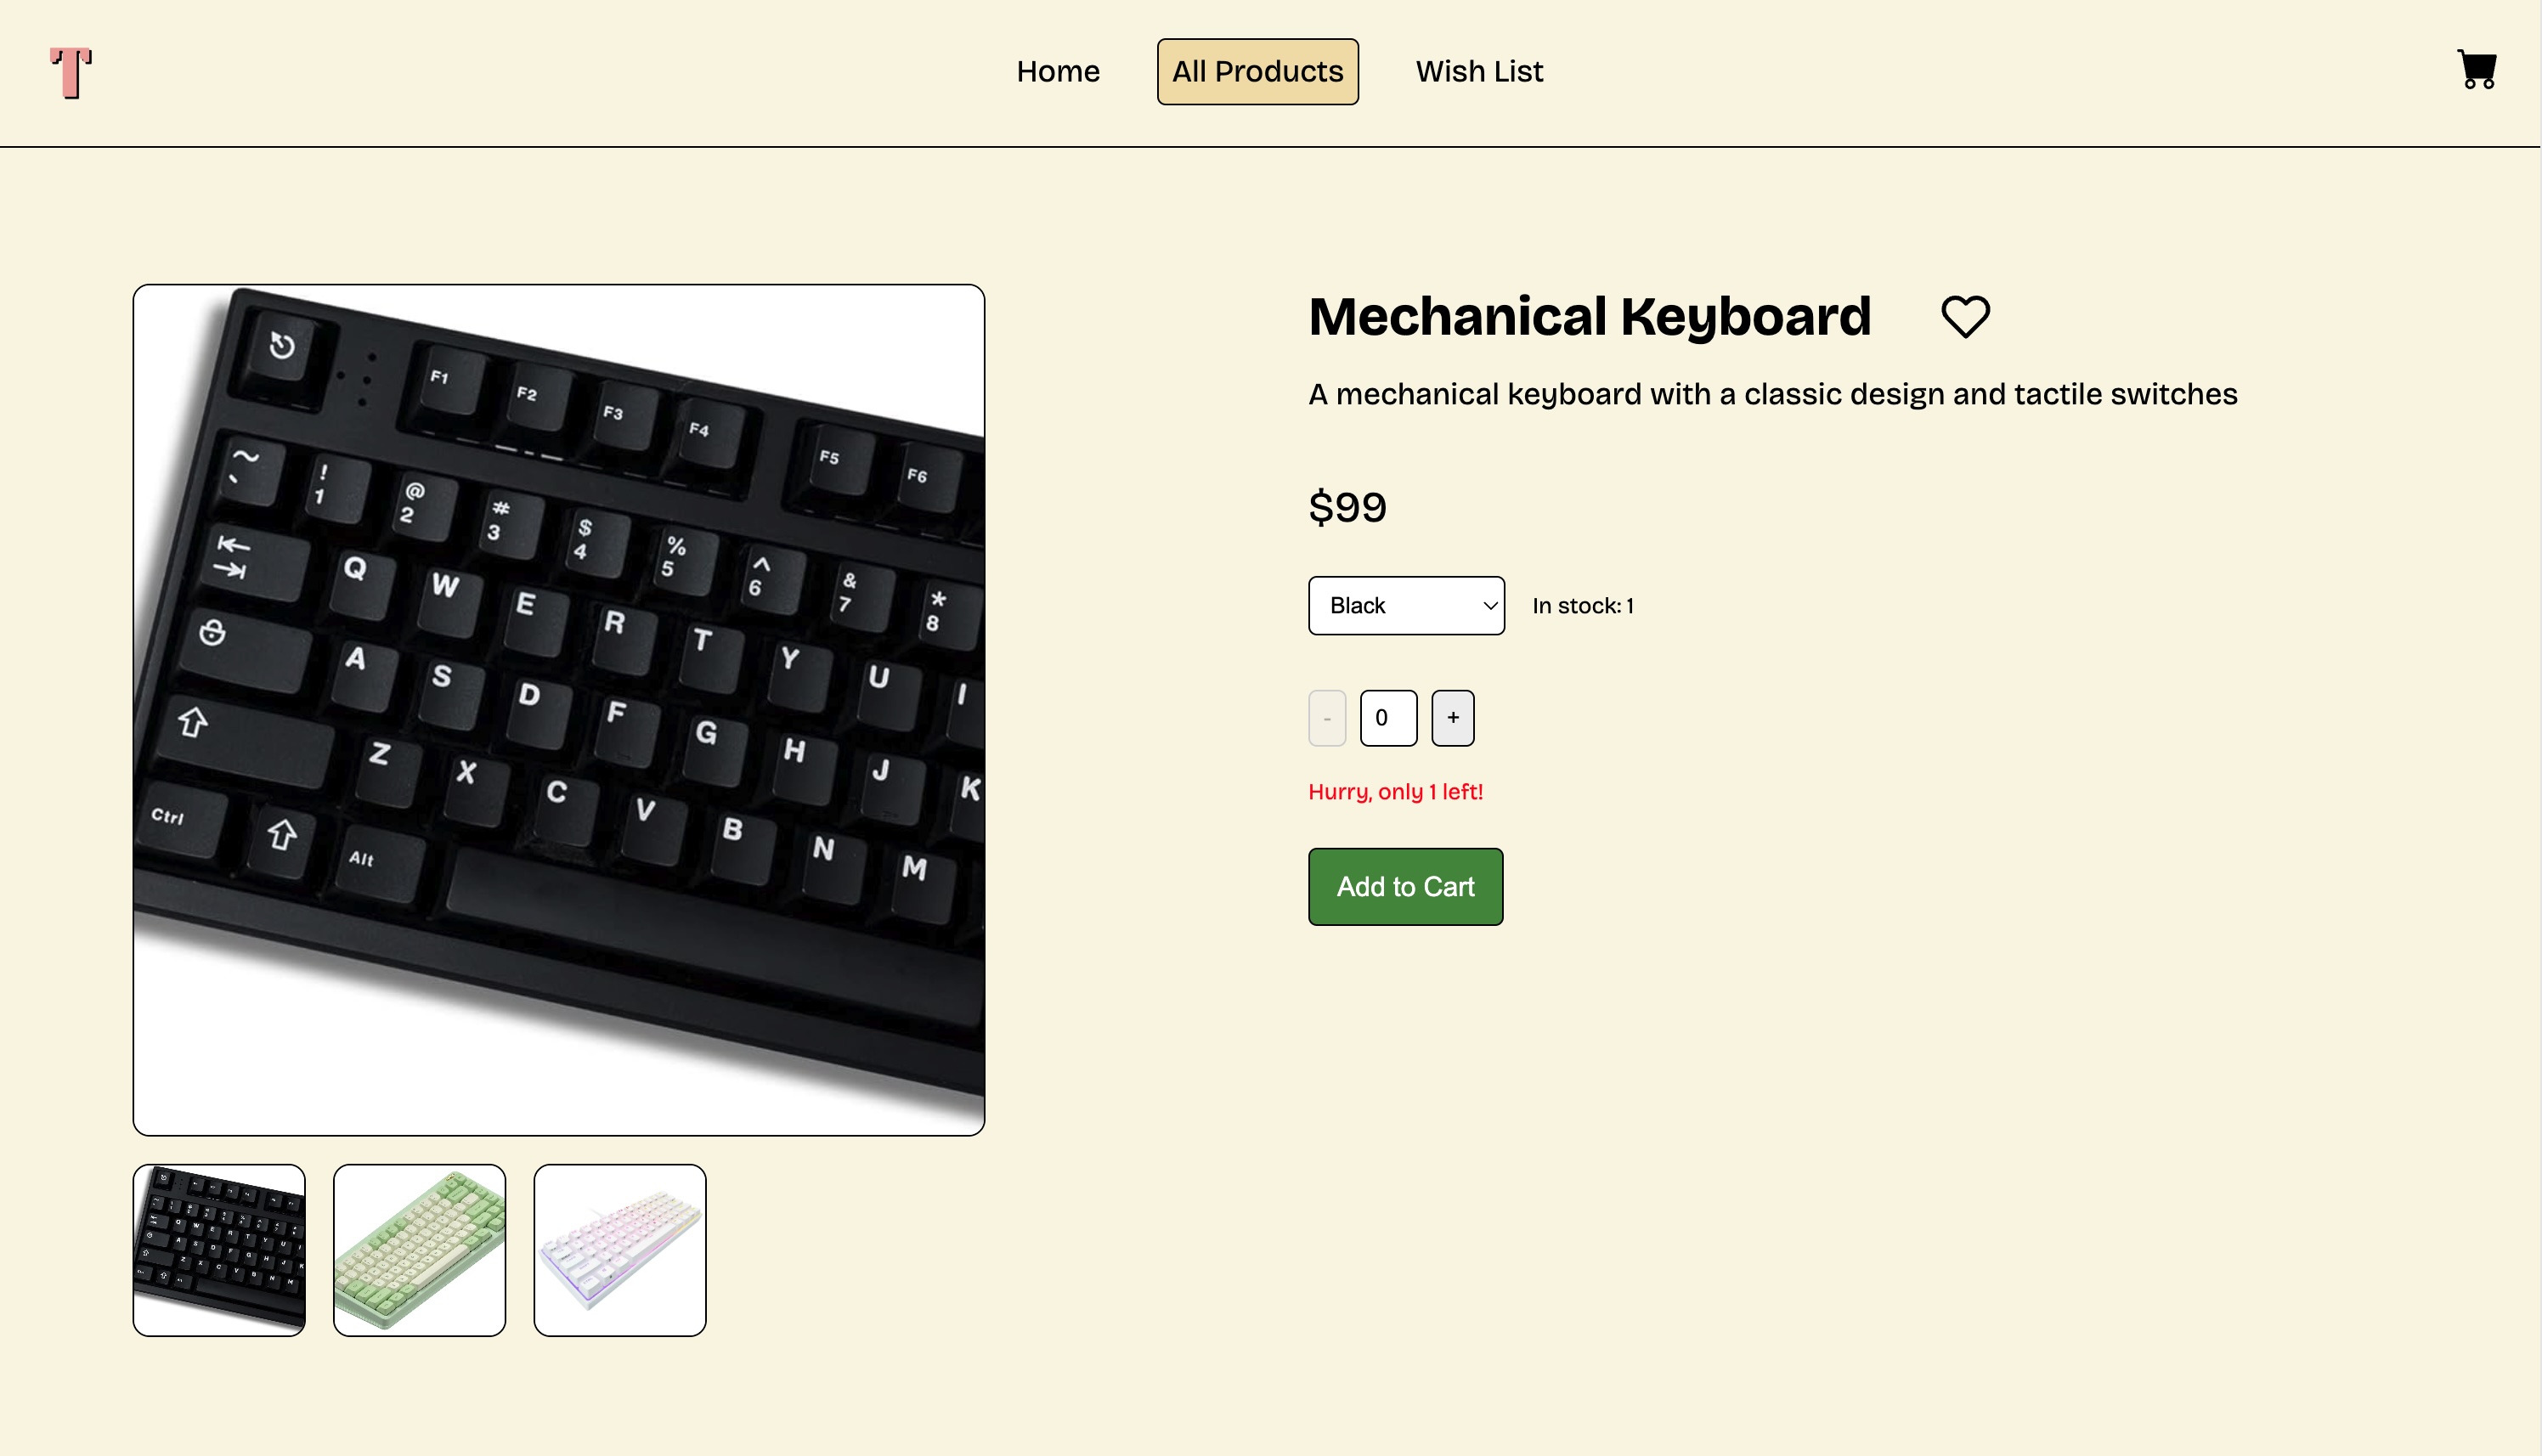 T
Home
All Products
Wish List
Mechanical Keyboard
A mechanical keyboard with a classic design and tactile switches
$99
Black
In stock: 1
-
0
+
Hurry, only 1 left!
Add to Cart
F1 F2 F3 F4 F5 F6
~ ! @ # $ % ^ & *
` 1 2 3 4 5 6 7 8
Q W E R T Y U I
A S D F G H J K
Z X C V B N M
Ctrl Alt